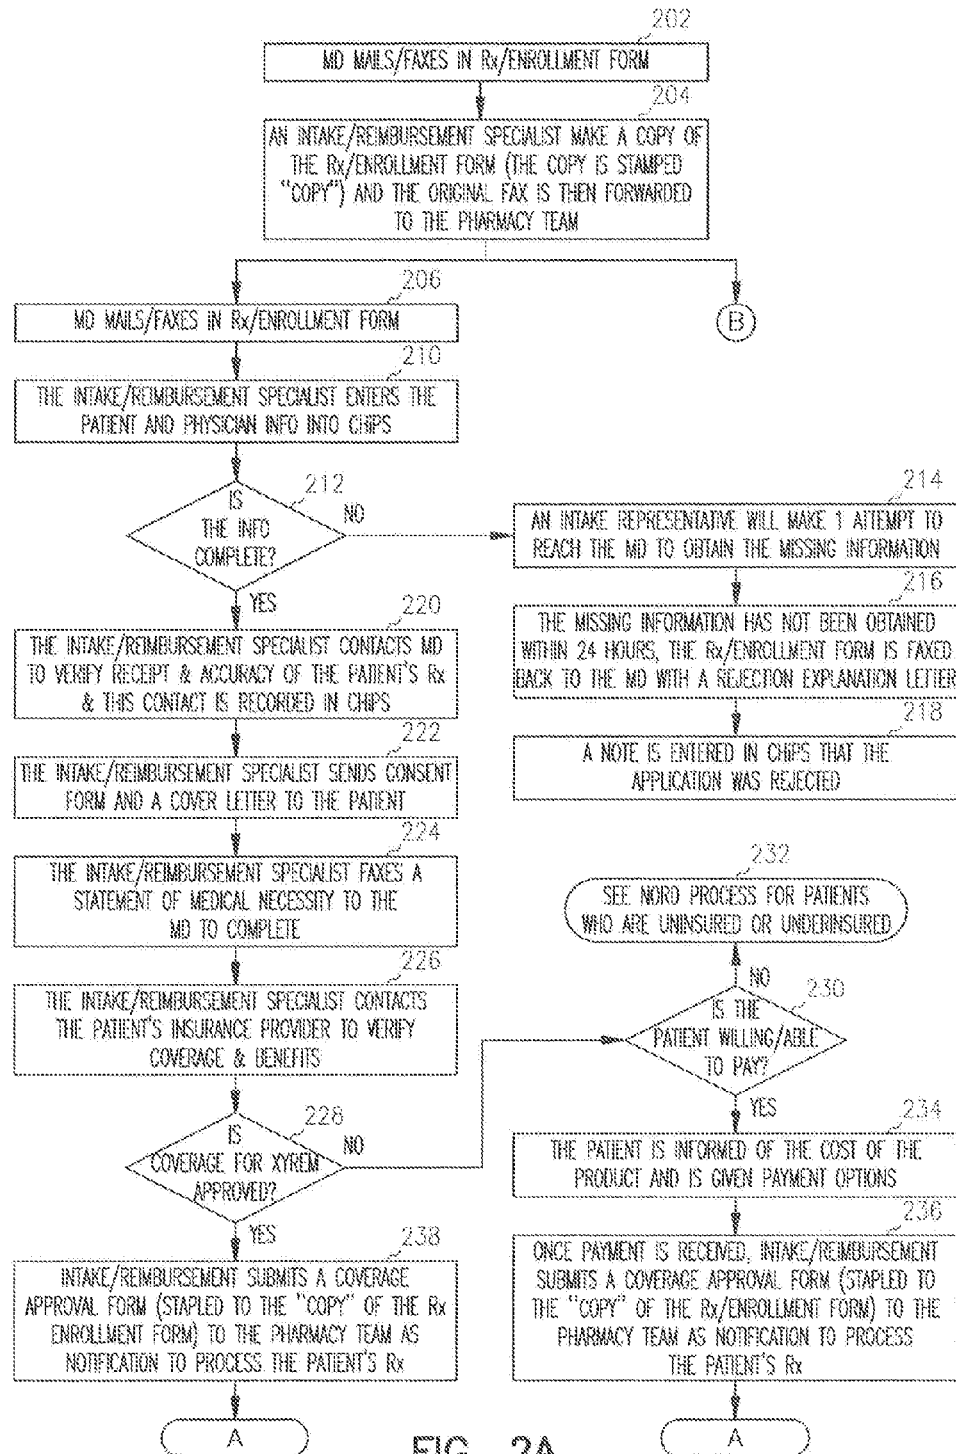 202
MD MAILS/FAXES IN Rx/ENROLLMENT FORM
204
AN INTAKE/REIMBURSEMENT SPECIALIST MAKE A COPY OF
THE Rx/ENROLLMENT FORM (THE COPY IS STAMPED
"COPY") AND THE ORIGINAL FAX IS THEN FORWARDED
TO THE PHARMACY TEAM
206
MD MAILS/FAXES IN Rx/ENROLLMENT FORM
B
210
THE INTAKE/REIMBURSEMENT SPECIALIST ENTERS THE
PATIENT AND PHYSICIAN INFO INTO CHIPS
212
IS
THE INFO
COMPLETE?
NO
YES
214
AN INTAKE REPRESENTATIVE WILL MAKE 1 ATTEMPT TO
REACH THE MD TO OBTAIN THE MISSING INFORMATION
216
THE MISSING INFORMATION HAS NOT BEEN OBTAINED
WITHIN 24 HOURS, THE Rx/ENROLLMENT FORM IS FAXED
BACK TO THE MD WITH A REJECTION EXPLANATION LETTER
218
A NOTE IS ENTERED IN CHIPS THAT THE
APPLICATION WAS REJECTED
220
THE INTAKE/REIMBURSEMENT SPECIALIST CONTACTS MD
TO VERIFY RECEIPT & ACCURACY OF THE PATIENT'S Rx
& THIS CONTACT IS RECORDED IN CHIPS
222
THE INTAKE/REIMBURSEMENT SPECIALIST SENDS CONSENT
FORM AND A COVER LETTER TO THE PATIENT
224
THE INTAKE/REIMBURSEMENT SPECIALIST FAXES A
STATEMENT OF MEDICAL NECESSITY TO THE
MD TO COMPLETE
226
THE INTAKE/REIMBURSEMENT SPECIALIST CONTACTS
THE PATIENT'S INSURANCE PROVIDER TO VERIFY
COVERAGE & BENEFITS
228
IS
COVERAGE FOR XYREM
APPROVED?
NO
YES
232
SEE NORD PROCESS FOR PATIENTS
WHO ARE UNINSURED OR UNDERINSURED
NO
230
IS THE
PATIENT WILLING/ABLE
TO PAY?
YES
234
THE PATIENT IS INFORMED OF THE COST OF THE
PRODUCT AND IS GIVEN PAYMENT OPTIONS
236
ONCE PAYMENT IS RECEIVED, INTAKE/REIMBURSEMENT
SUBMITS A COVERAGE APPROVAL FORM (STAPLED TO
THE "COPY" OF THE Rx/ENROLLMENT FORM) TO THE
PHARMACY TEAM AS NOTIFICATION TO PROCESS
THE PATIENT'S Rx
A
238
INTAKE/REIMBURSEMENT SUBMITS A COVERAGE
APPROVAL FORM (STAPLED TO THE "COPY" OF THE Rx
ENROLLMENT FORM) TO THE PHARMACY TEAM AS
NOTIFICATION TO PROCESS THE PATIENT'S Rx
A
FIG. 2A